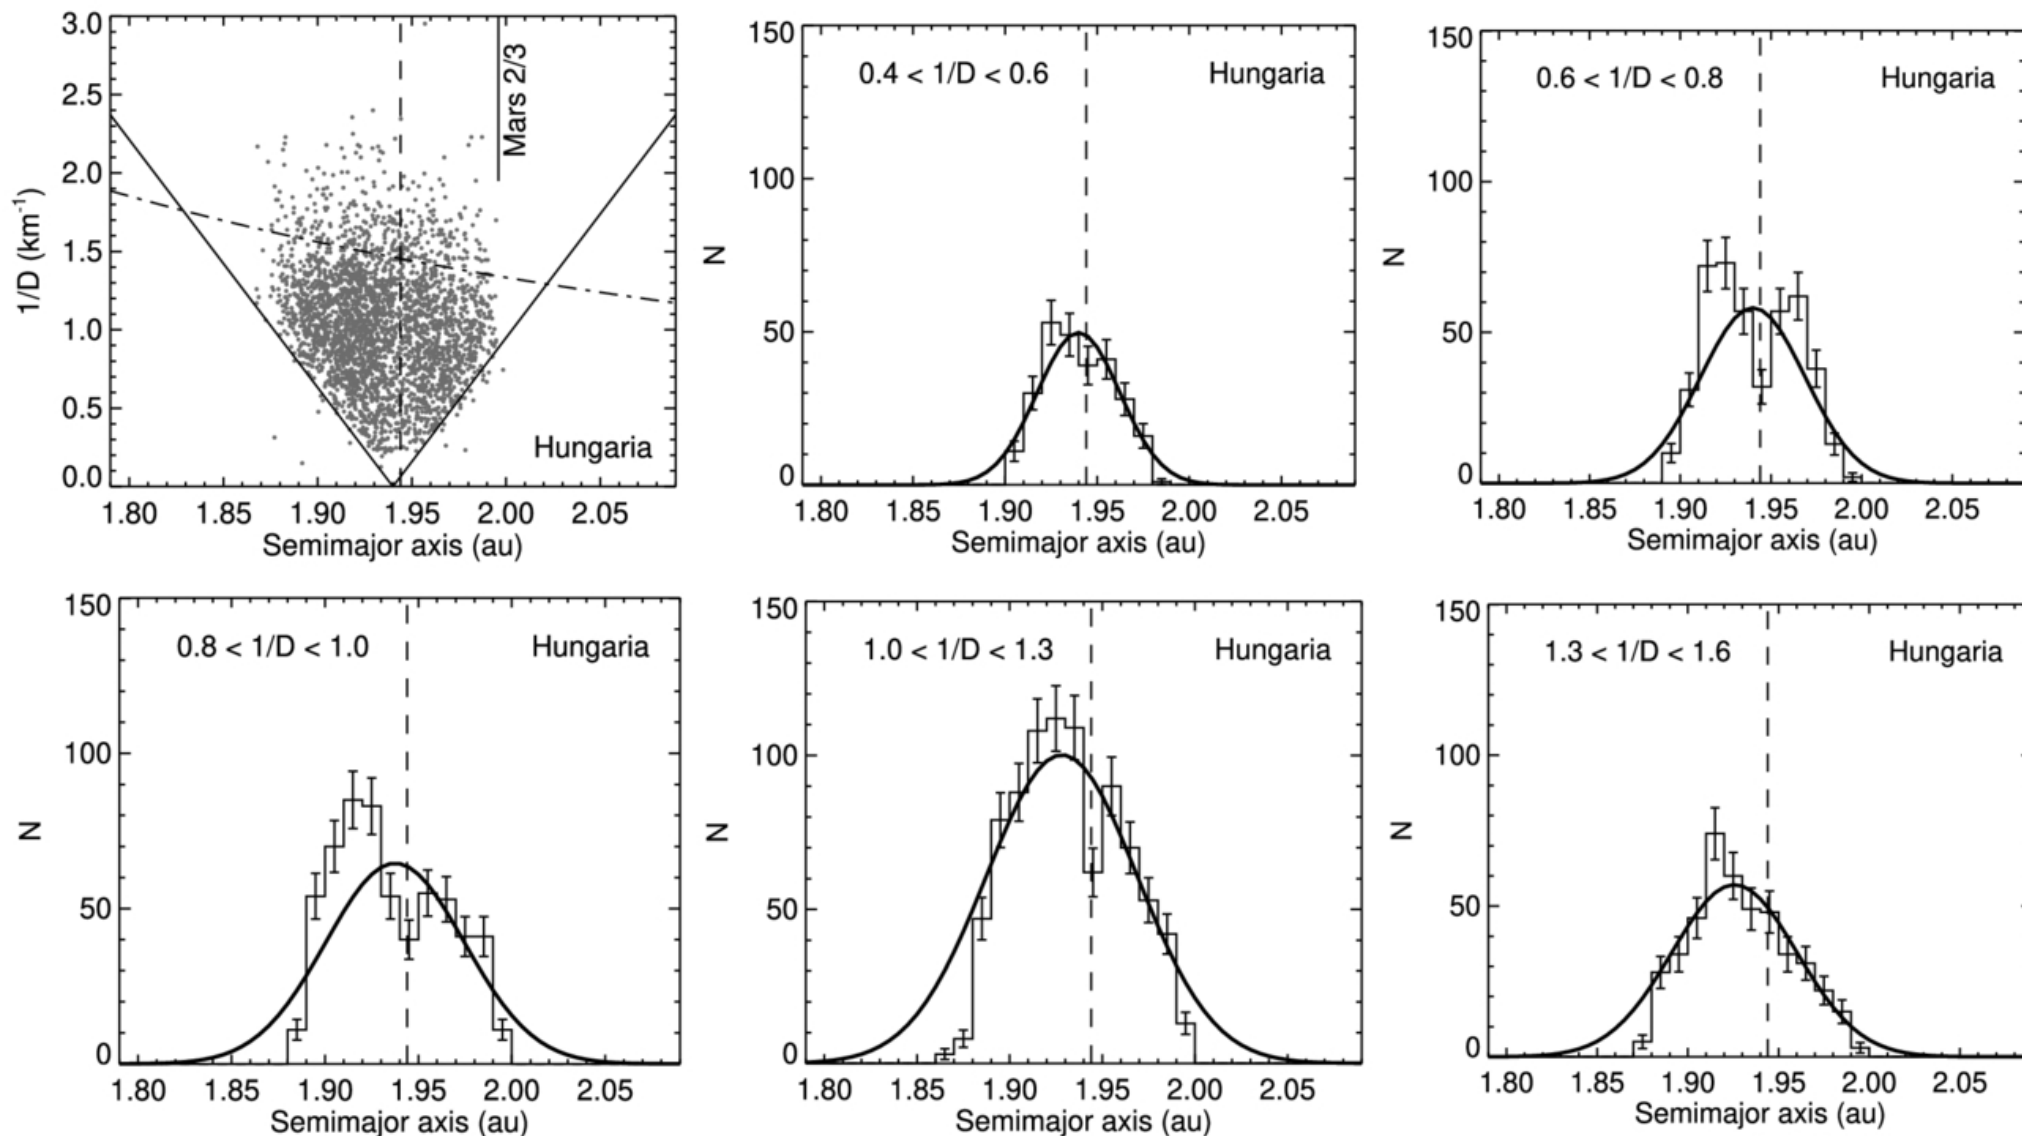 3.0
2.5
2.0
1.5
1.0
0.5
0.0
1/D (km⁻¹)
Mars 2/3
Hungaria
1.80 1.85 1.90 1.95 2.00 2.05
Semimajor axis (au)
150
100
50
0
N
0.4 < 1/D < 0.6
Hungaria
1.80 1.85 1.90 1.95 2.00 2.05
Semimajor axis (au)
150
100
50
0
N
0.6 < 1/D < 0.8
Hungaria
1.80 1.85 1.90 1.95 2.00 2.05
Semimajor axis (au)
150
100
50
0
N
0.8 < 1/D < 1.0
Hungaria
1.80 1.85 1.90 1.95 2.00 2.05
Semimajor axis (au)
150
100
50
0
N
1.0 < 1/D < 1.3
Hungaria
1.80 1.85 1.90 1.95 2.00 2.05
Semimajor axis (au)
150
100
50
0
N
1.3 < 1/D < 1.6
Hungaria
1.80 1.85 1.90 1.95 2.00 2.05
Semimajor axis (au)